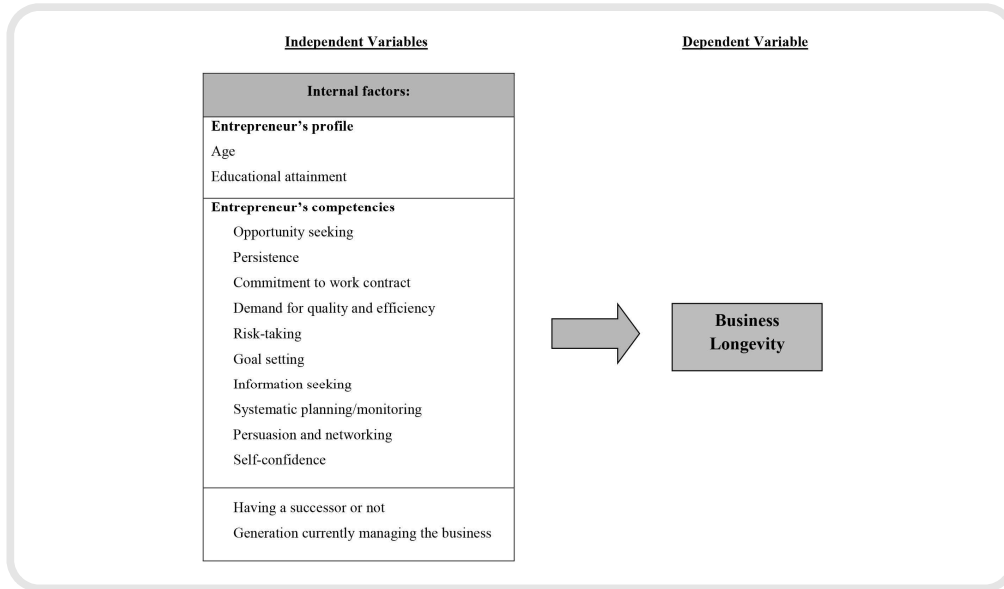 Independent Variables
Dependent Variable
Internal factors:
Entrepreneur’s profile
Age
Educational attainment
Entrepreneur’s competencies
Opportunity seeking
Persistence
Commitment to work contract
Demand for quality and efficiency
Risk-taking
Goal setting
Information seeking
Systematic planning/monitoring
Persuasion and networking
Self-confidence
Having a successor or not
Generation currently managing the business
Business
Longevity